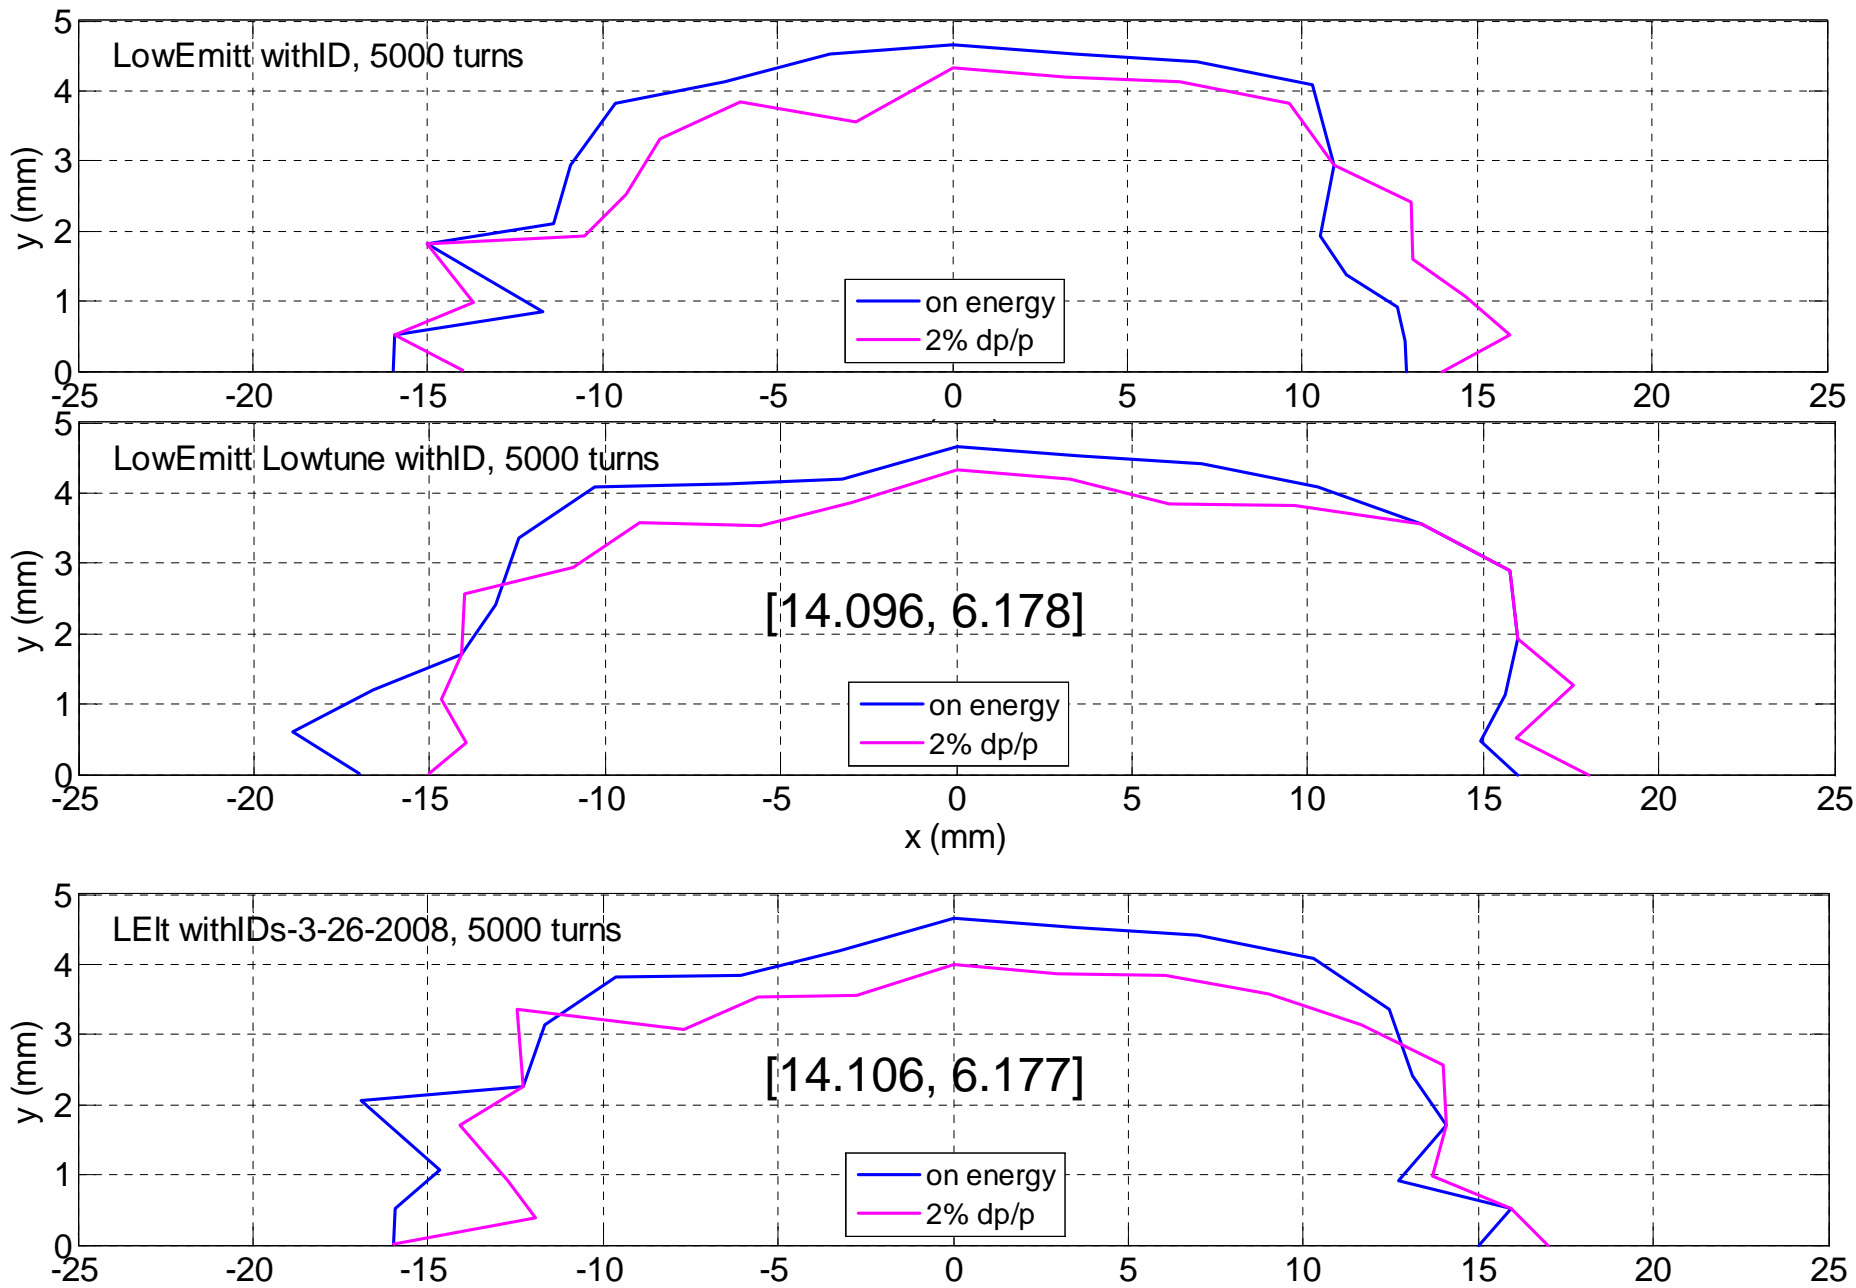 5
LowEmitt withID, 5000 turns
4
3
y (mm)
2
1
on energy
2% dp/p
0
-25 -20 -15 -10 -5 0 5 10 15 20 25
5
LowEmitt Lowtune withID, 5000 turns
4
3
y (mm)
[14.096, 6.178]
2
1
on energy
2% dp/p
0
-25 -20 -15 -10 -5 0 5 10 15 20 25
x (mm)
5
LElt withIDs-3-26-2008, 5000 turns
4
3
y (mm)
[14.106, 6.177]
2
1
on energy
2% dp/p
0
-25 -20 -15 -10 -5 0 5 10 15 20 25